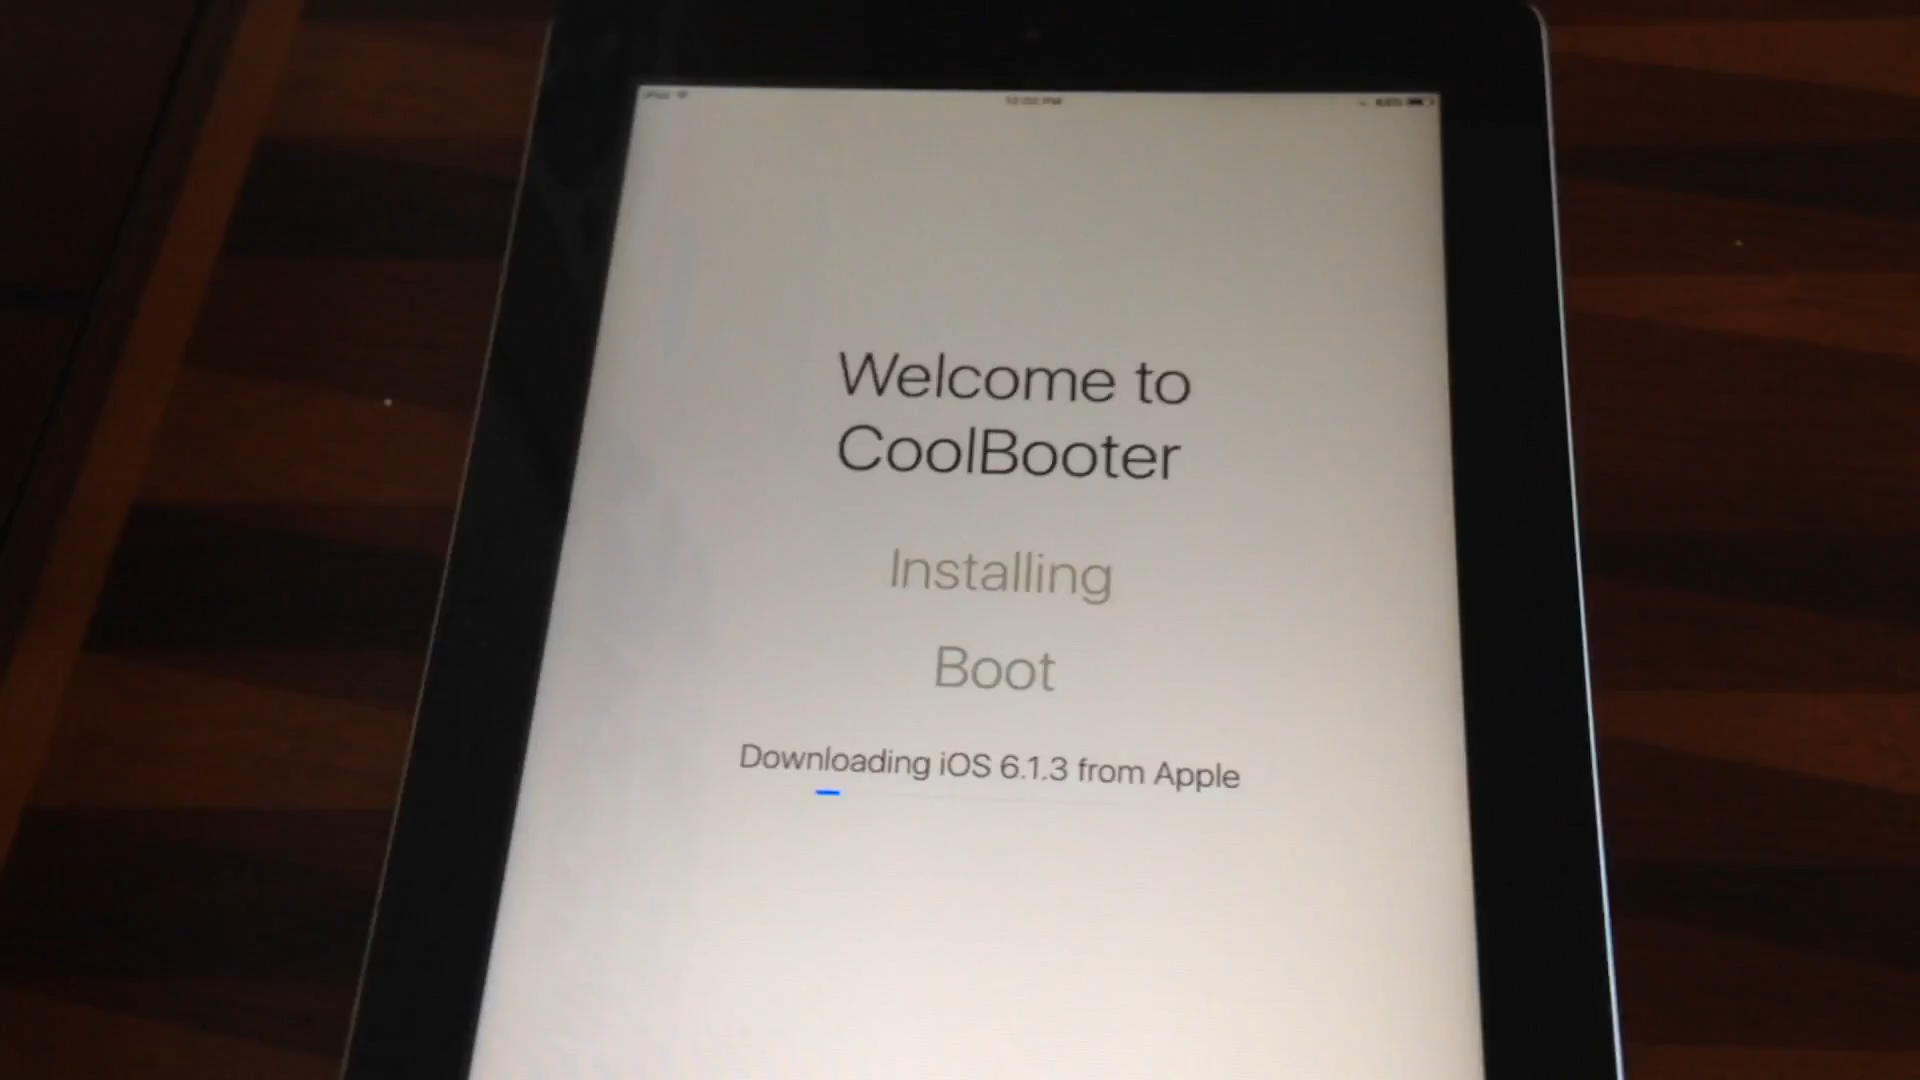 Welcome to
CoolBooter
Installing
Boot
Downloading iOS 6.1.3 from Apple